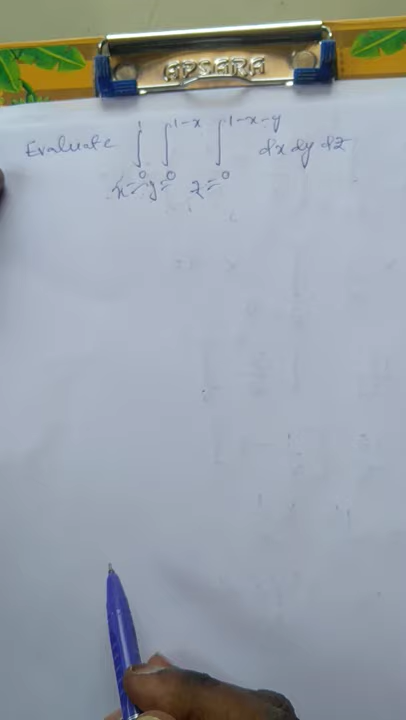 APSARA
Evaluate ∫_{x=0}^{1} ∫_{y=0}^{1-x} ∫_{z=0}^{1-x-y} dx dy dz